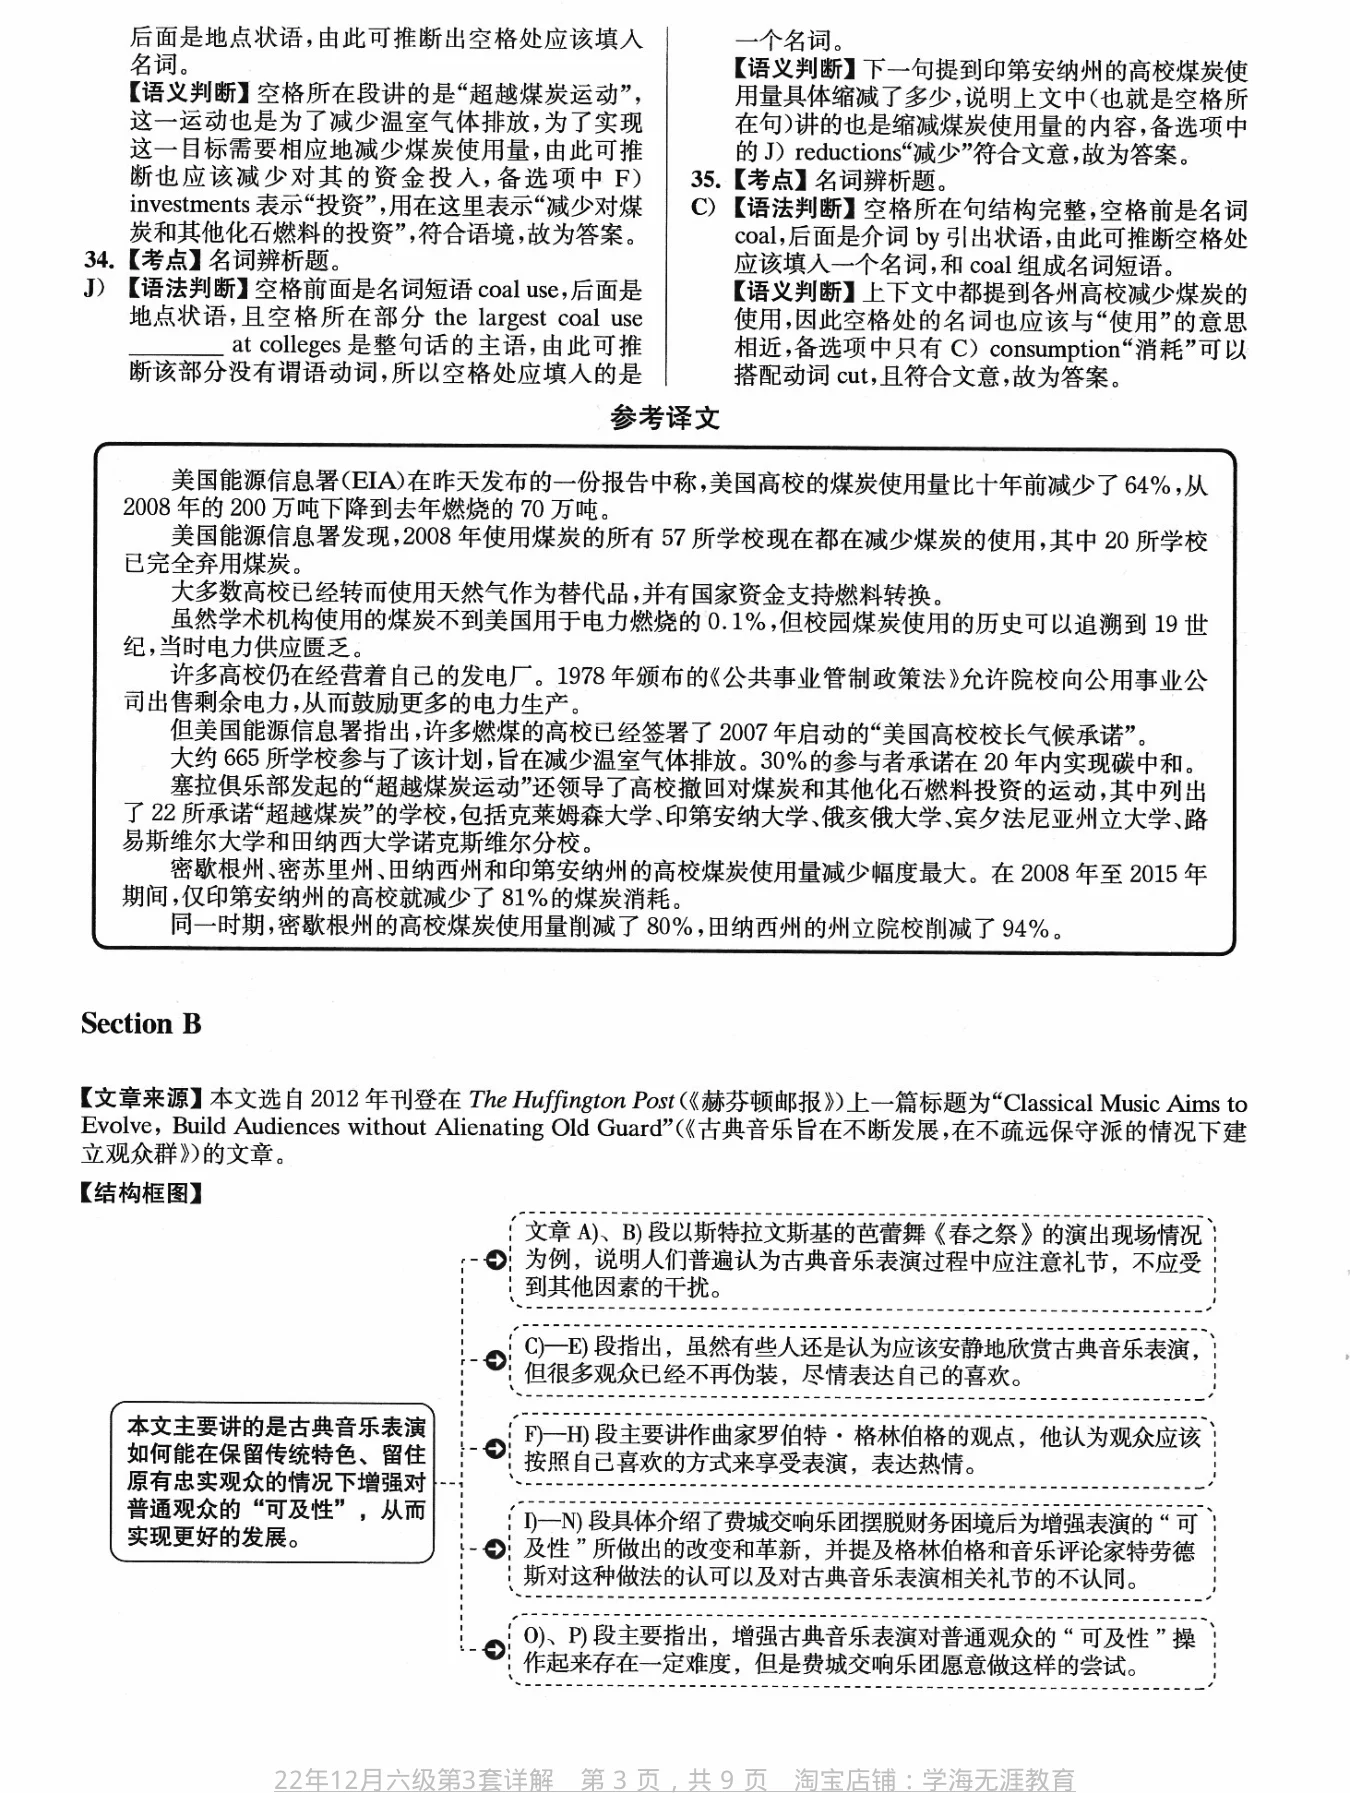 后面是地点状语,由此可推断出空格处应该填入
名词。
【语义判断】空格所在段讲的是“超越煤炭运动”,
这一运动也是为了减少温室气体排放,为了实现
这一目标需要相应地减少煤炭使用量,由此可推
断也应该减少对其的资金投入,备选项中 F)
investments 表示“投资”,用在这里表示“减少对煤
炭和其他化石燃料的投资”,符合语境,故为答案。
34.【考点】名词辨析题。
J) 【语法判断】空格前面是名词短语 coal use,后面是
地点状语,且空格所在部分 the largest coal use
________ at colleges 是整句话的主语,由此可推
断该部分没有谓语动词,所以空格处应填入的是
一个名词。
【语义判断】下一句提到印第安纳州的高校煤炭使
用量具体缩减了多少,说明上文中(也就是空格所
在句)讲的也是缩减煤炭使用量的内容,备选项中
的 J) reductions“减少”符合文意,故为答案。
35.【考点】名词辨析题。
C) 【语法判断】空格所在句结构完整,空格前是名词
coal,后面是介词 by 引出状语,由此可推断空格处
应该填入一个名词,和 coal 组成名词短语。
【语义判断】上下文中都提到各州高校减少煤炭的
使用,因此空格处的名词也应该与“使用”的意思
相近,备选项中只有 C) consumption“消耗”可以
搭配动词 cut,且符合文意,故为答案。
参考译文
美国能源信息署(EIA)在昨天发布的一份报告中称,美国高校的煤炭使用量比十年前减少了 64%,从
2008 年的 200 万吨下降到去年燃烧的 70 万吨。
美国能源信息署发现,2008 年使用煤炭的所有 57 所学校现在都在减少煤炭的使用,其中 20 所学校
已完全弃用煤炭。
大多数高校已经转而使用天然气作为替代品,并有国家资金支持燃料转换。
虽然学术机构使用的煤炭不到美国用于电力燃烧的 0.1%,但校园煤炭使用的历史可以追溯到 19 世
纪,当时电力供应匮乏。
许多高校仍在经营着自己的发电厂。1978 年颁布的《公共事业管制政策法》允许院校向公用事业公
司出售剩余电力,从而鼓励更多的电力生产。
但美国能源信息署指出,许多燃煤的高校已经签署了 2007 年启动的“美国高校校长气候承诺”。
大约 665 所学校参与了该计划,旨在减少温室气体排放。30%的参与者承诺在 20 年内实现碳中和。
塞拉俱乐部发起的“超越煤炭运动”还领导了高校撤回对煤炭和其他化石燃料投资的运动,其中列出
了 22 所承诺“超越煤炭”的学校,包括克莱姆森大学、印第安纳大学、俄亥俄大学、宾夕法尼亚州立大学、路
易斯维尔大学和田纳西大学诺克斯维尔分校。
密歇根州、密苏里州、田纳西州和印第安纳州的高校煤炭使用量减少幅度最大。在 2008 年至 2015 年
期间,仅印第安纳州的高校就减少了 81%的煤炭消耗。
同一时期,密歇根州的高校煤炭使用量削减了 80%,田纳西州的州立院校削减了 94%。
Section B
【文章来源】本文选自 2012 年刊登在 The Huffington Post(《赫芬顿邮报》)上一篇标题为“Classical Music Aims to
Evolve, Build Audiences without Alienating Old Guard”(《古典音乐旨在不断发展,在不疏远保守派的情况下建
立观众群》)的文章。
【结构框图】
本文主要讲的是古典音乐表演
如何能在保留传统特色、留住
原有忠实观众的情况下增强对
普通观众的“可及性”,从而
实现更好的发展。
文章 A)、B) 段以斯特拉文斯基的芭蕾舞《春之祭》的演出现场情况
为例,说明人们普遍认为古典音乐表演过程中应注意礼节,不应受
到其他因素的干扰。
C)—E) 段指出,虽然有些人还是认为应该安静地欣赏古典音乐表演,
但很多观众已经不再伪装,尽情表达自己的喜欢。
F)—H) 段主要讲作曲家罗伯特·格林伯格的观点,他认为观众应该
按照自己喜欢的方式来享受表演,表达热情。
I)—N) 段具体介绍了费城交响乐团摆脱财务困境后为增强表演的“可
及性”所做出的改变和革新,并提及格林伯格和音乐评论家特劳德
斯对这种做法的认可以及对古典音乐表演相关礼节的不认同。
O)、P) 段主要指出,增强古典音乐表演对普通观众的“可及性”操
作起来存在一定难度,但是费城交响乐团愿意做这样的尝试。
22年12月六级第3套详解 第 3 页,共 9 页 淘宝店铺:学海无涯教育